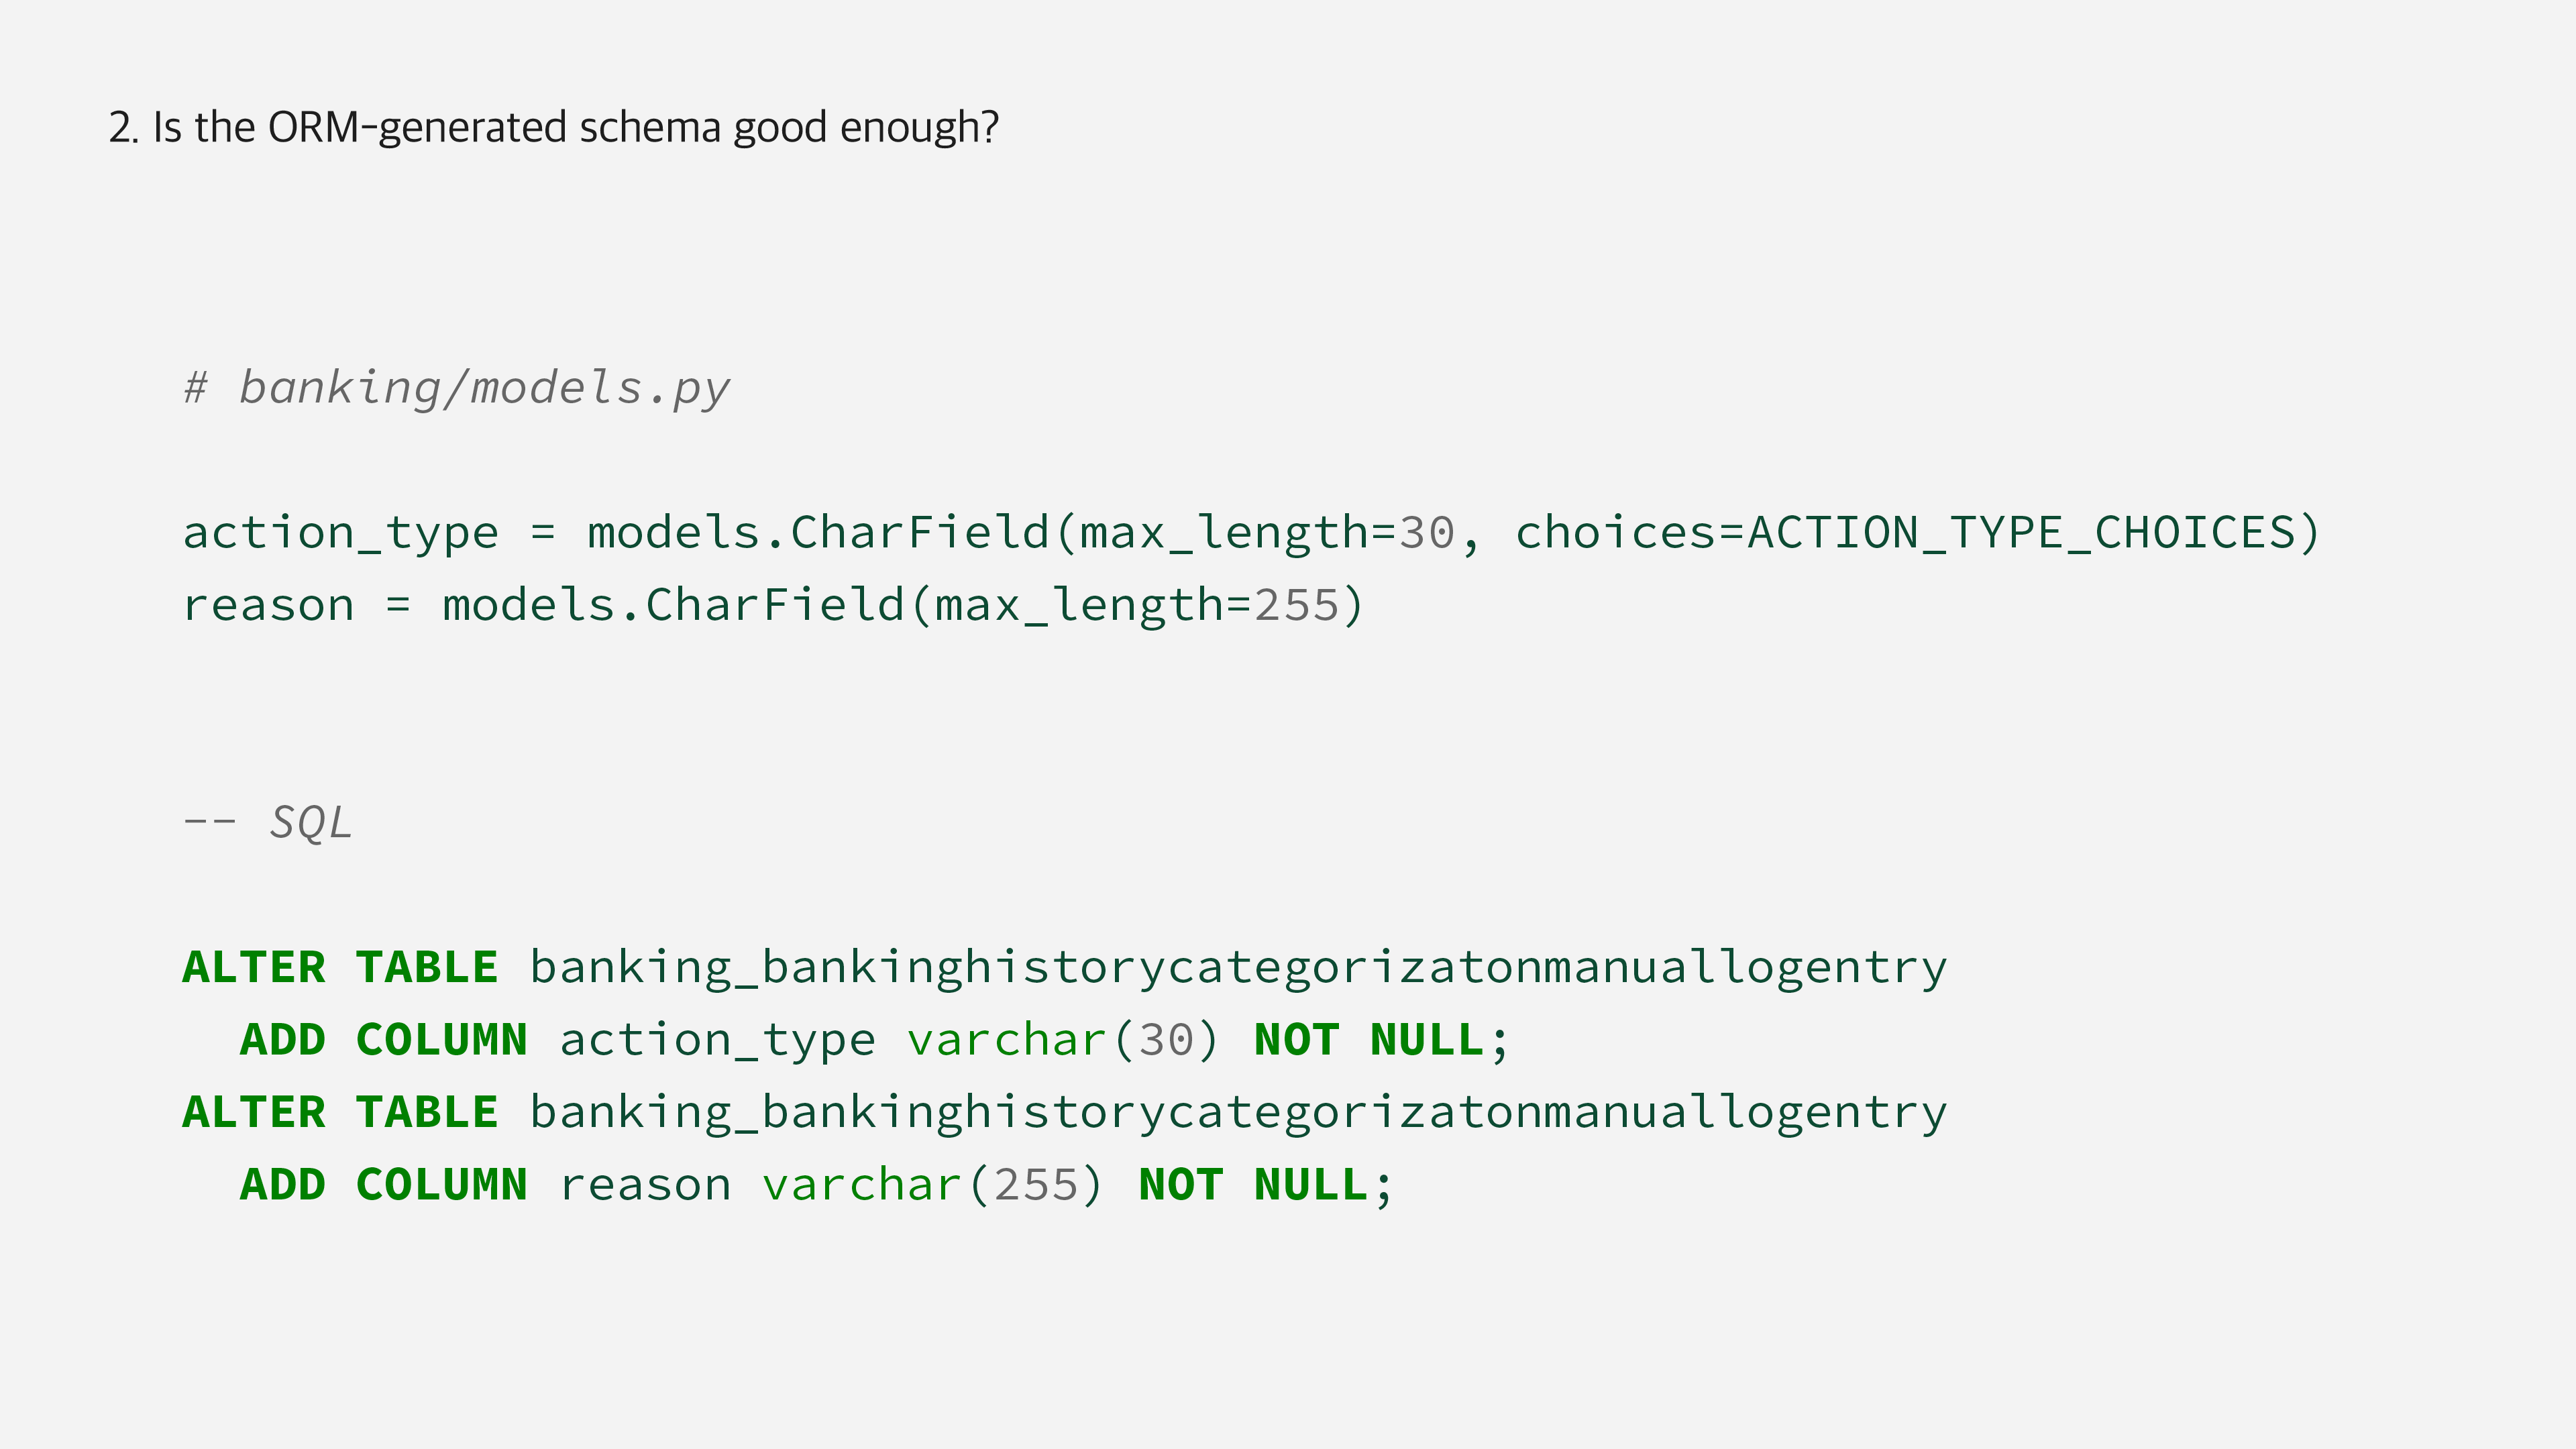 2. Is the ORM-generated schema good enough?
# banking/models.py
action_type = models.CharField(max_length=30, choices=ACTION_TYPE_CHOICES)
reason = models.CharField(max_length=255)
-- SQL
ALTER TABLE banking_bankinghistorycategorizatonmanuallogentry
  ADD COLUMN action_type varchar(30) NOT NULL;
ALTER TABLE banking_bankinghistorycategorizatonmanuallogentry
  ADD COLUMN reason varchar(255) NOT NULL;